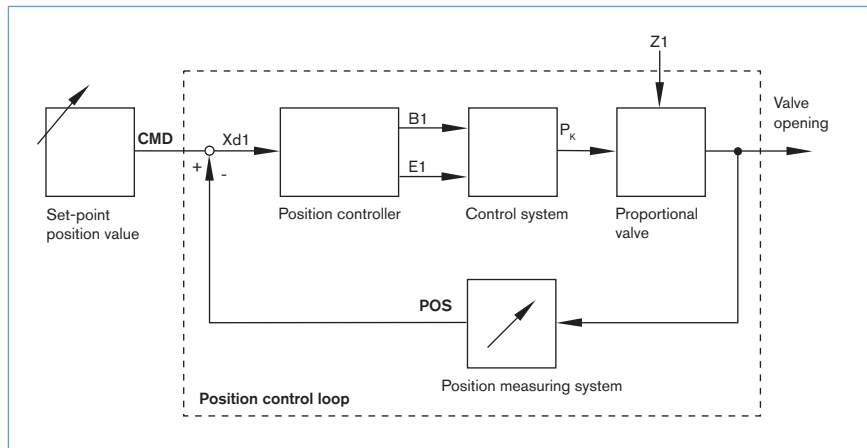 Z1
Valve
opening
CMD
Xd1
B1
E1
PK
+
-
Set-point
position value
Position controller
Control system
Proportional
valve
POS
Position measuring system
Position control loop